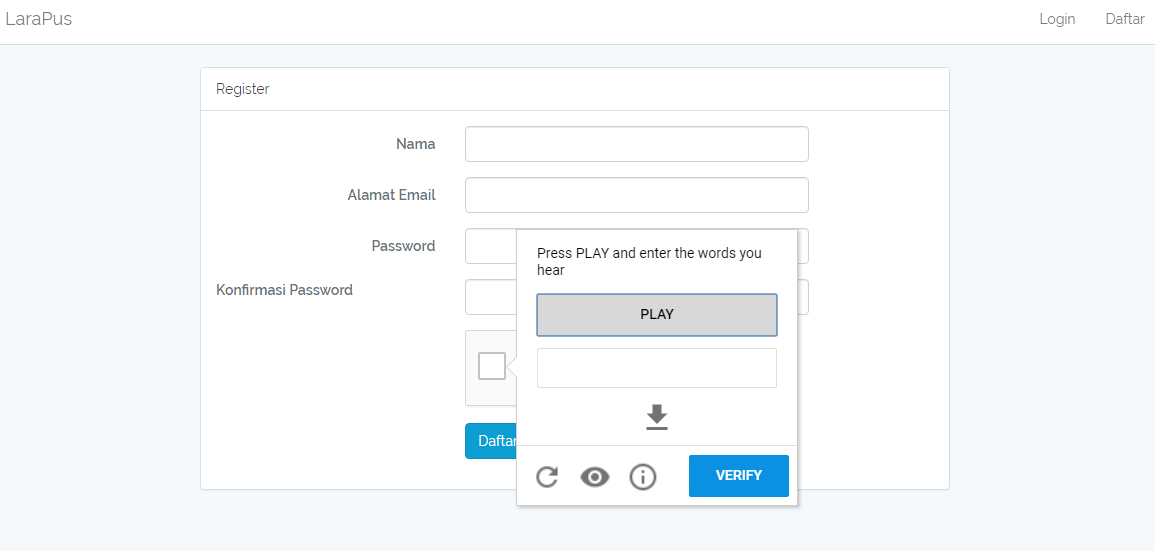 LaraPus
Login
Daftar
Register
Nama
Alamat Email
Password
Konfirmasi Password
Press PLAY and enter the words you
hear
PLAY
Daftar
VERIFY